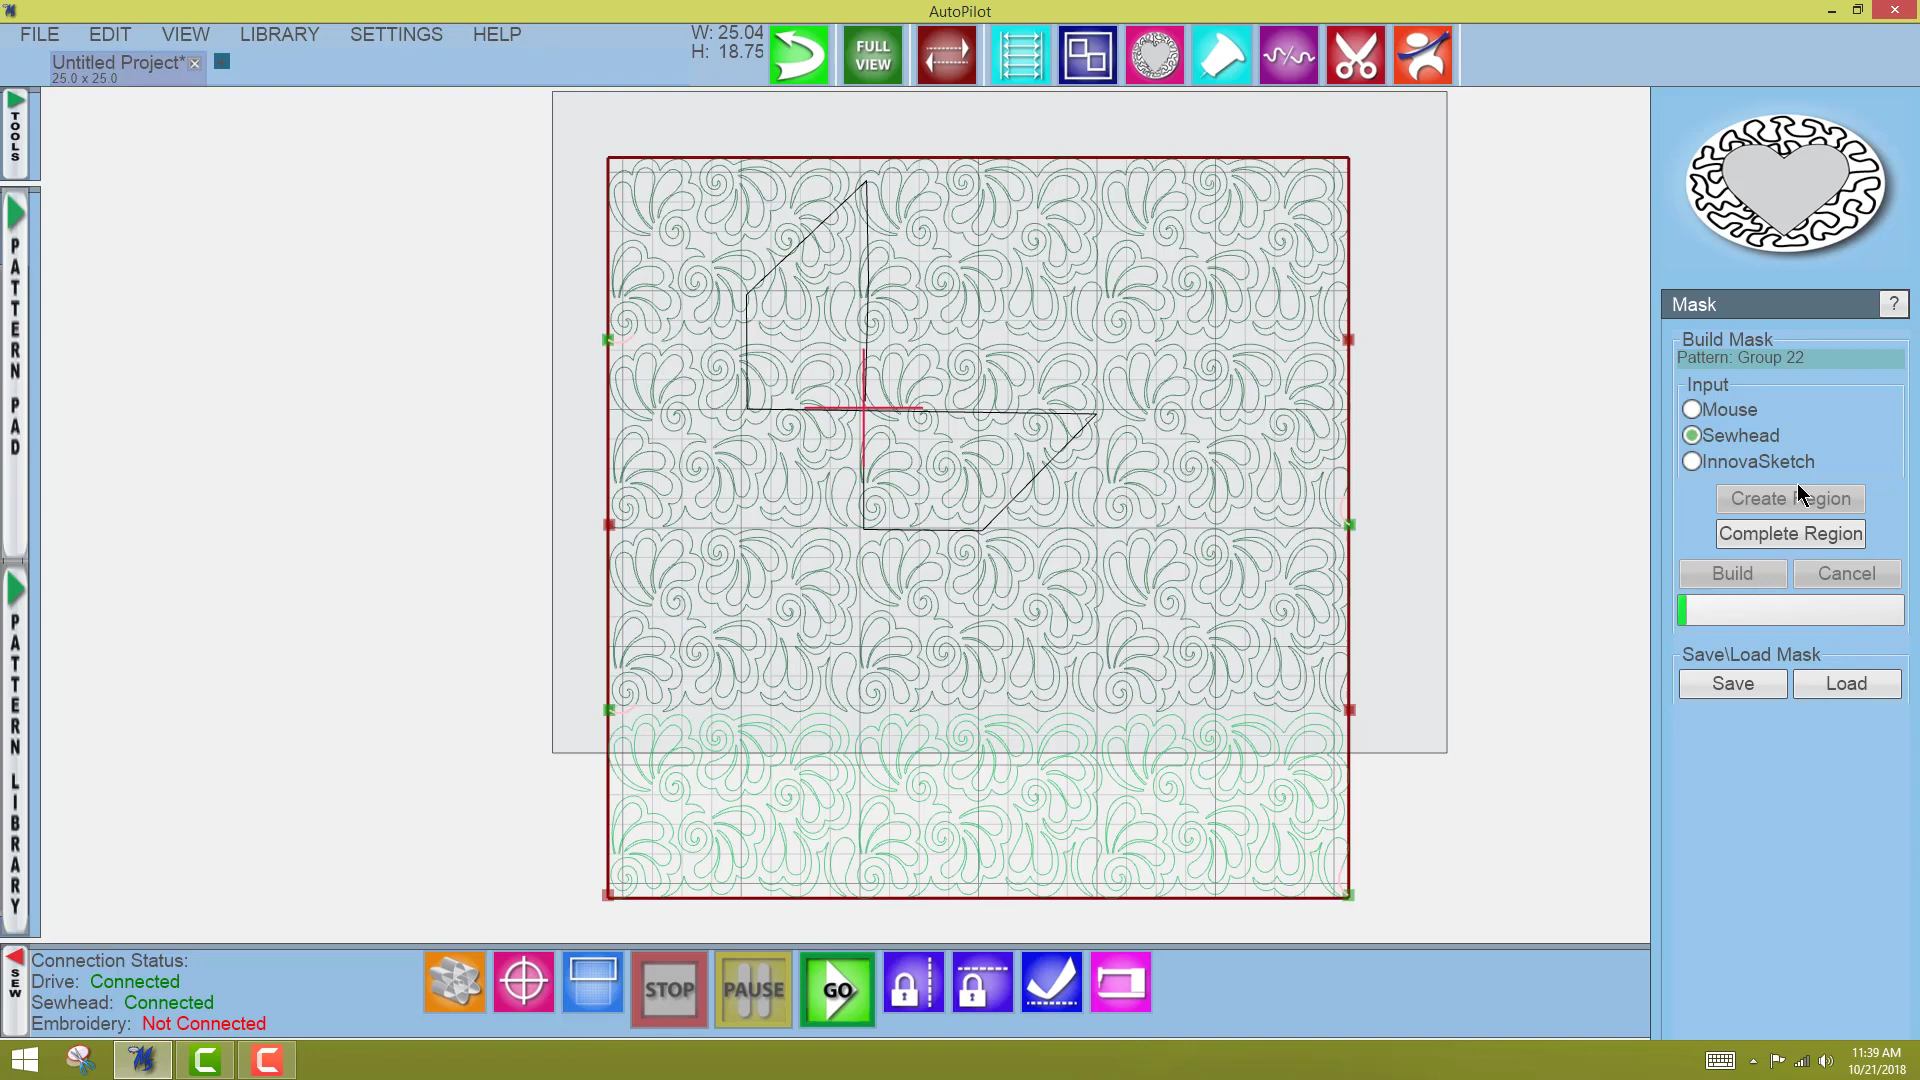 AutoPilot
FILE EDIT VIEW LIBRARY SETTINGS HELP
W: 25.04
H: 18.75
FULL
VIEW
Untitled Project*
25.0 x 25.0
TOOLS
PATTERN PAD
PATTERN LIBRARY
Mask ?
Build Mask
Pattern: Group 22
Input
Mouse
Sewhead
InnovaSketch
Create Region
Complete Region
Build Cancel
Save\Load Mask
Save Load
SEW
Connection Status:
Drive: Connected
Sewhead: Connected
Embroidery: Not Connected
STOP PAUSE GO
11:39 AM
10/21/2018